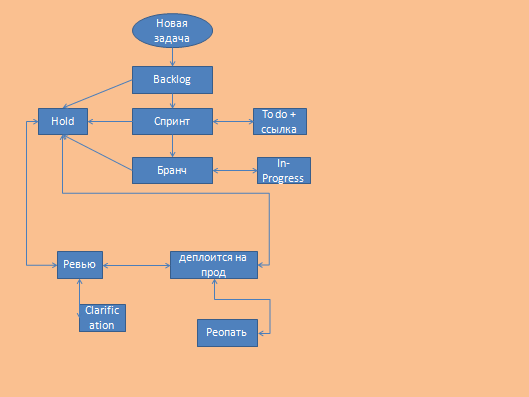 Новая
задача
Backlog
Hold
Спринт
To do +
ссылка
Бранч
In-
Progress
Ревью
деплоится на
прод
Clarific
ation
Реопать